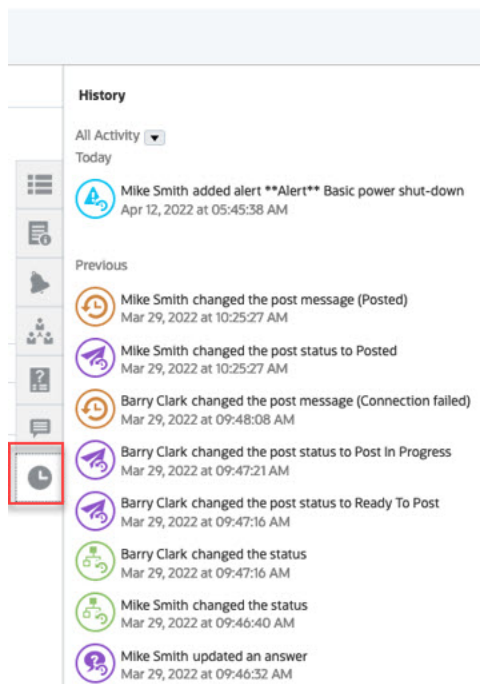 History
All Activity
Today
Mike Smith added alert **Alert** Basic power shut-down
Apr 12, 2022 at 05:45:38 AM
Previous
Mike Smith changed the post message (Posted)
Mar 29, 2022 at 10:25:27 AM
Mike Smith changed the post status to Posted
Mar 29, 2022 at 10:25:27 AM
Barry Clark changed the post message (Connection failed)
Mar 29, 2022 at 09:48:08 AM
Barry Clark changed the post status to Post In Progress
Mar 29, 2022 at 09:47:21 AM
Barry Clark changed the post status to Ready To Post
Mar 29, 2022 at 09:47:16 AM
Barry Clark changed the status
Mar 29, 2022 at 09:47:16 AM
Mike Smith changed the status
Mar 29, 2022 at 09:46:40 AM
Mike Smith updated an answer
Mar 29, 2022 at 09:46:32 AM